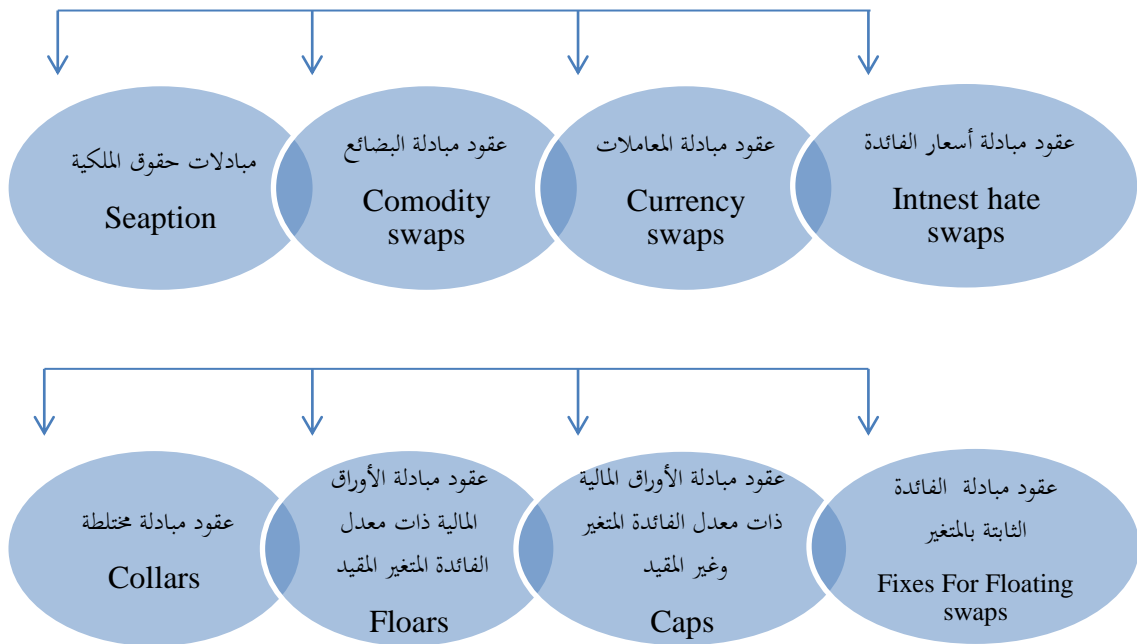 عقود مبادلة أسعار الفائدة
Intnest hate
swaps
عقود مبادلة المعاملات
Currency
swaps
عقود مبادلة البضائع
Comodity
swaps
مبادلات حقوق الملكية
Seaption
عقود مبادلة الفائدة
الثابتة بالمتغير
Fixes For Floating
swaps
عقود مبادلة الأوراق المالية
ذات معدل الفائدة المتغير
وغير المقيد
Caps
عقود مبادلة الأوراق
المالية ذات معدل
الفائدة المتغير المقيد
Floars
عقود مبادلة مختلطة
Collars